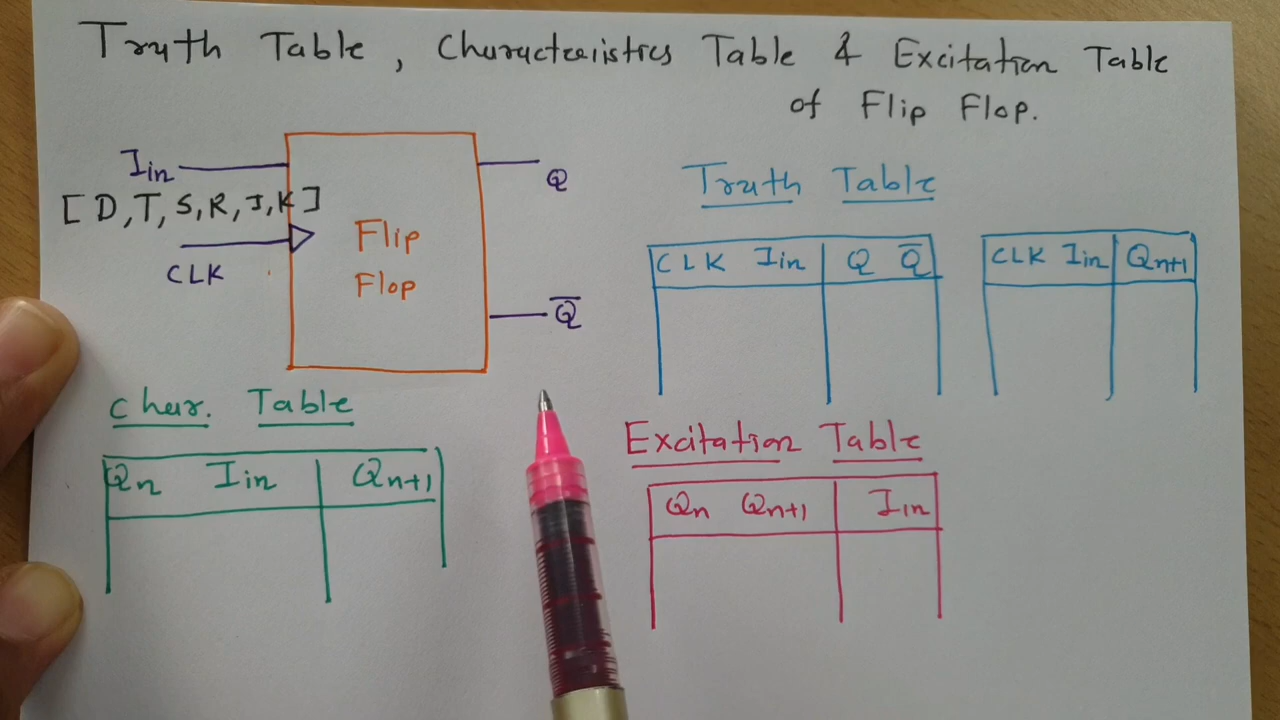 Truth Table, Characteristics Table & Excitation Table
of Flip Flop.
Iin
[D,T,S,R,J,K]
CLK
Flip
Flop
Q
Q̅
Truth Table
CLK Iin Q Q̅
CLK Iin Qn+1
Char. Table
Qn Iin Qn+1
Excitation Table
Qn Qn+1 Iin